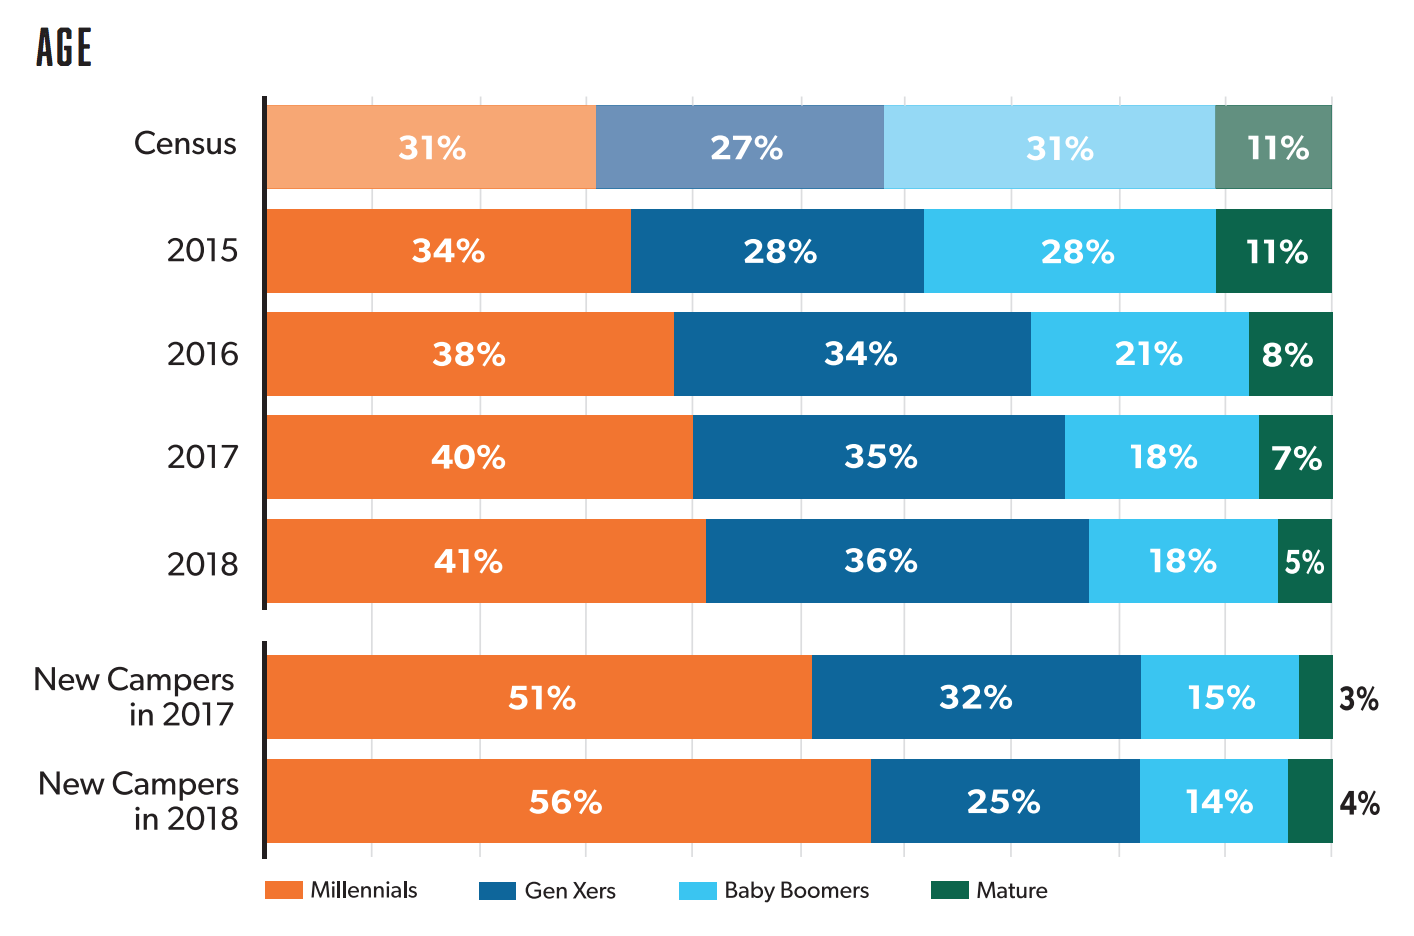 AGE
Census 31% 27% 31% 11%
2015 34% 28% 28% 11%
2016 38% 34% 21% 8%
2017 40% 35% 18% 7%
2018 41% 36% 18% 5%
New Campers
in 2017 51% 32% 15% 3%
New Campers
in 2018 56% 25% 14% 4%
Millennials Gen Xers Baby Boomers Mature